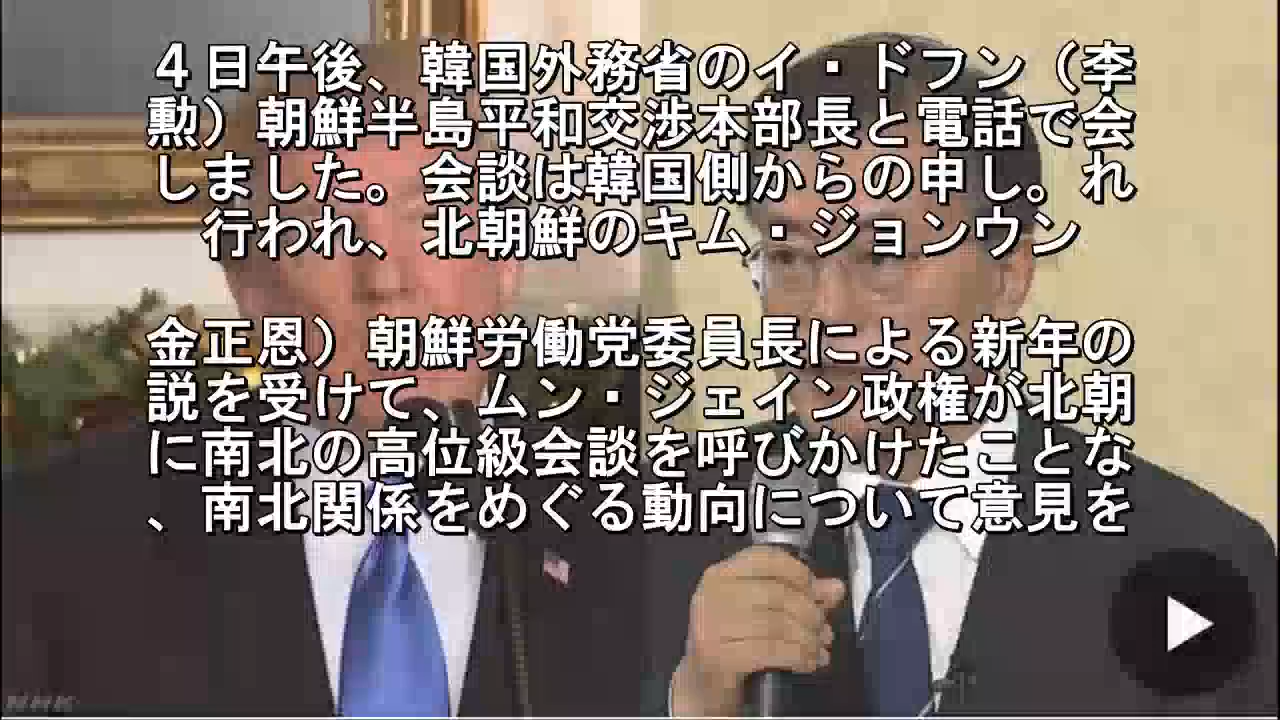 ４日午後、韓国外務省のイ・ドフン（李
勲）朝鮮半島平和交渉本部長と電話で会
しました。会談は韓国側からの申し。れ
行われ、北朝鮮のキム・ジョンウン
金正恩）朝鮮労働党委員長による新年の
説を受けて、ムン・ジェイン政権が北朝
に南北の高位級会談を呼びかけたことな
、南北関係をめぐる動向について意見を